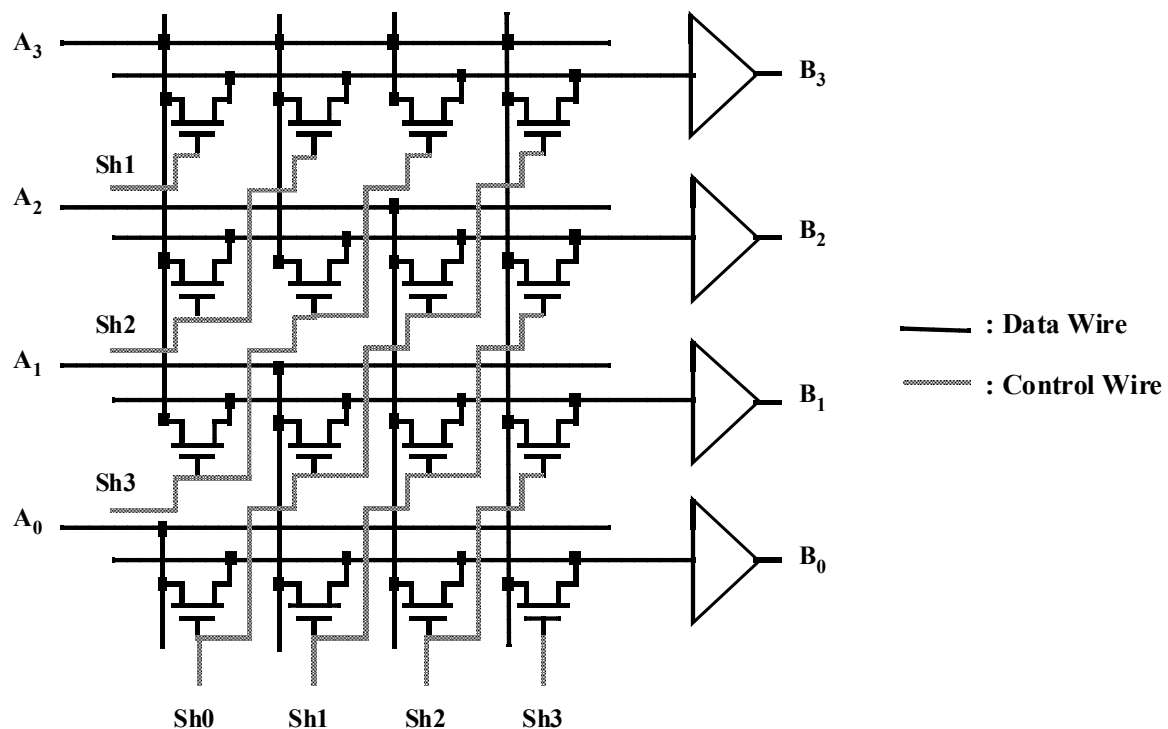 A3
B3
Sh1
A2
B2
Sh2
: Data Wire
A1
: Control Wire
B1
Sh3
A0
B0
Sh0 Sh1 Sh2 Sh3